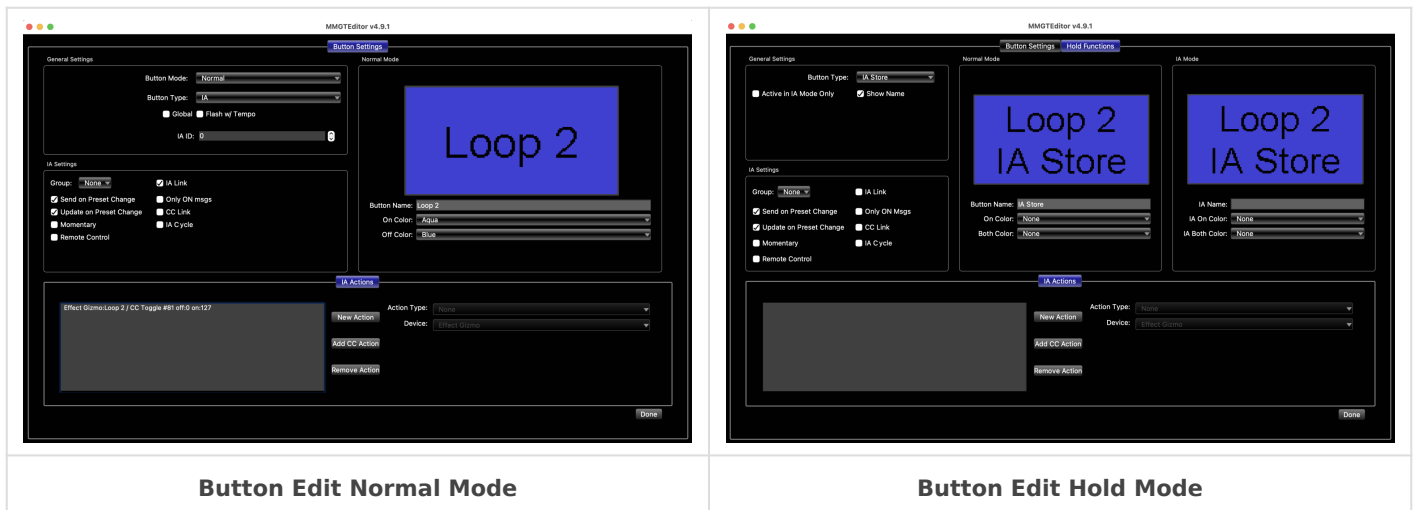 MMGTEditor v4.9.1
Button Settings
General Settings
Button Mode: Normal
Button Type: IA
Global Flash w/ Tempo
IA ID: 0
Normal Mode
Loop 2
Button Name: Loop 2
On Color: Aqua
Off Color: Blue
IA Settings
Group: None IA Link
Send on Preset Change Only ON msgs
Update on Preset Change CC Link
Momentary IA Cycle
Remote Control
IA Actions
Effect Gizmo:Loop 2 / CC Toggle #81 off:0 on:127
New Action
Add CC Action
Remove Action
Action Type: None
Device: Effect Gizmo
Done
Button Edit Normal Mode
MMGTEditor v4.9.1
Button Settings Hold Functions
General Settings
Button Type: IA Store
Active in IA Mode Only Show Name
Normal Mode
Loop 2
IA Store
Button Name: IA Store
On Color: None
Both Color: None
IA Mode
Loop 2
IA Store
IA Name:
IA On Color: None
IA Both Color: None
IA Settings
Group: None IA Link
Send on Preset Change Only ON Msgs
Update on Preset Change CC Link
Momentary IA Cycle
Remote Control
IA Actions
New Action
Add CC Action
Remove Action
Action Type: None
Device: Effect Gizmo
Done
Button Edit Hold Mode